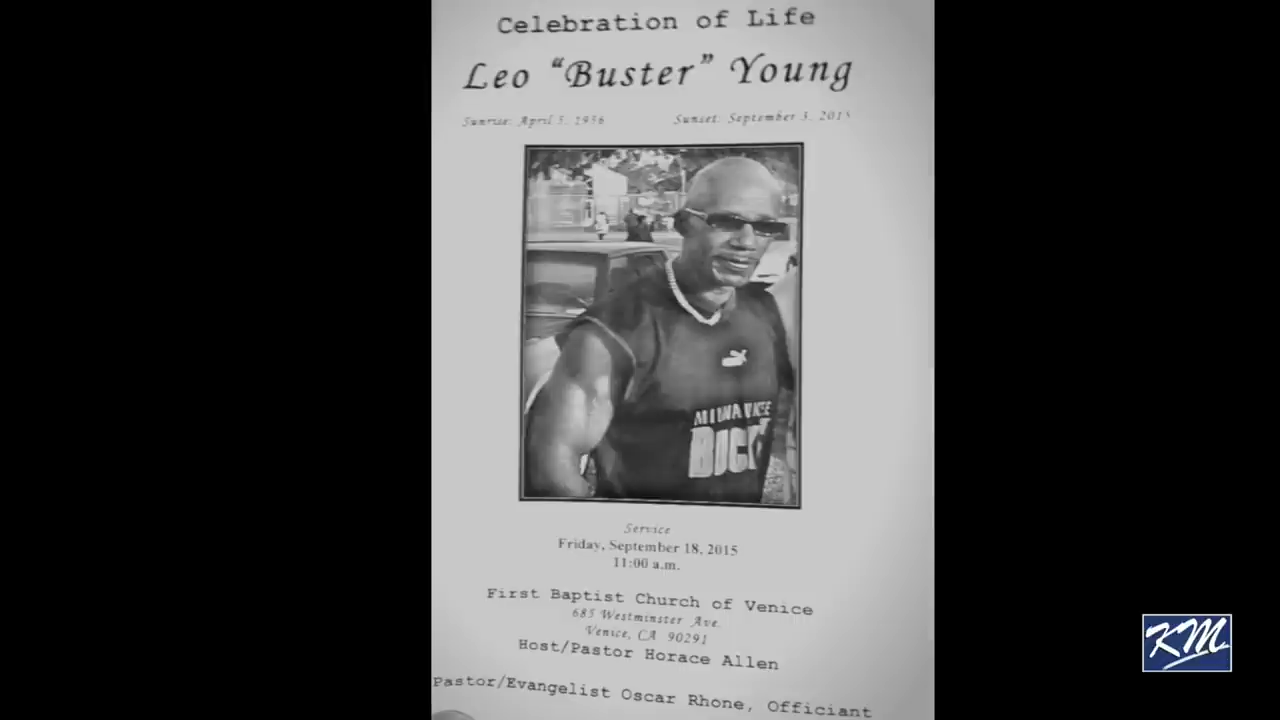 Celebration of Life
Leo “Buster” Young
Sunrise: April 5, 1956 Sunset: September 3, 2015
MILWAUKEE
BUCKS
Service
Friday, September 18, 2015
11:00 a.m.
First Baptist Church of Venice
685 Westminster Ave.
Venice, CA 90291
Host/Pastor Horace Allen
Pastor/Evangelist Oscar Rhone, Officiant
KM